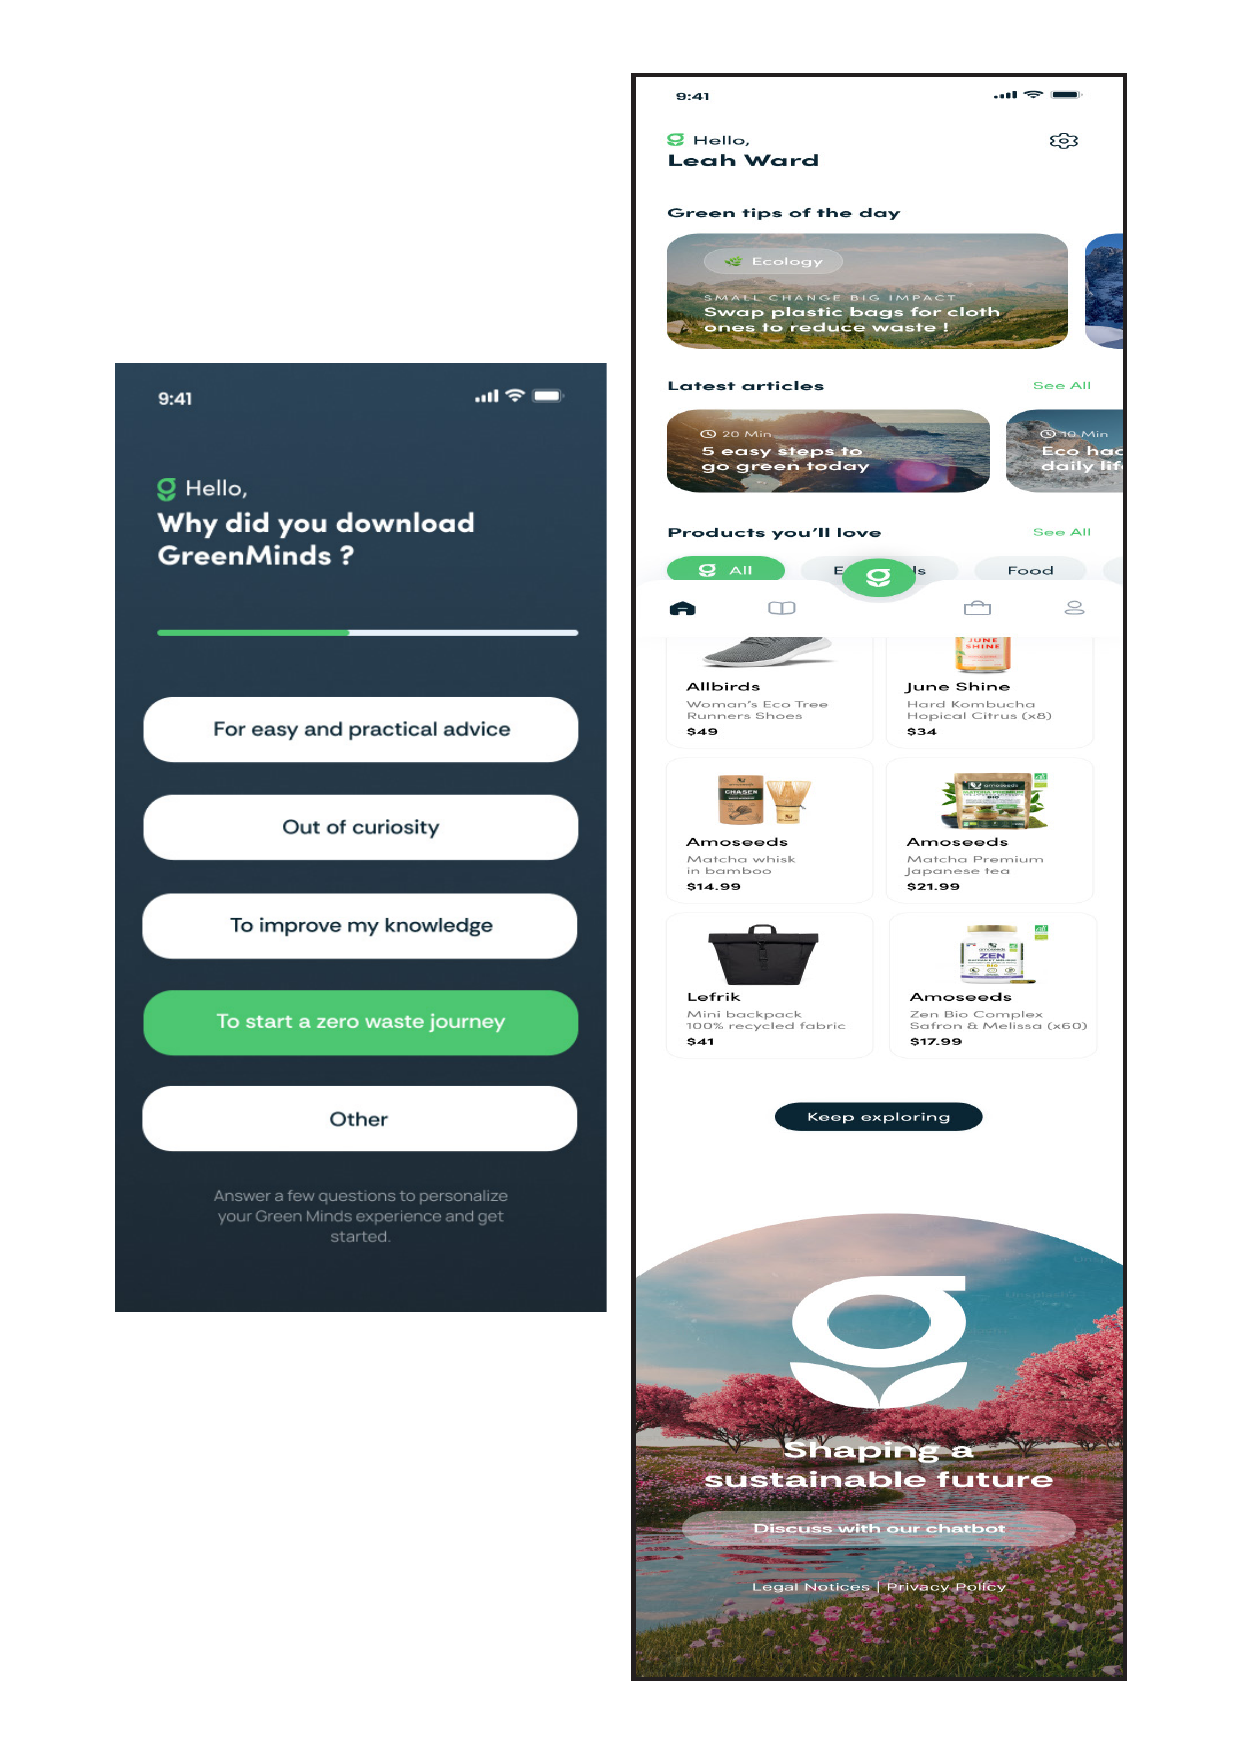 9:41
Hello,
Why did you download
GreenMinds ?
For easy and practical advice
Out of curiosity
To improve my knowledge
To start a zero waste journey
Other
Answer a few questions to personalize
your Green Minds experience and get
started.
9:41
Hello,
Leah Ward
Green tips of the day
Ecology
SMALL CHANGE BIG IMPACT
Swap plastic bags for cloth
ones to reduce waste !
Latest articles
See All
20 Min
5 easy steps to
go green today
10 Min
Eco hac
daily lif
Products you'll love
See All
All
E
ls
Food
JUNE
SHINE
Allbirds
Woman's Eco Tree
Runners Shoes
$49
June Shine
Hard Kombucha
Hopical Citrus (x8)
$34
CHASEN
Amoseeds
Matcha whisk
in bamboo
$14.99
amoseeds
BIO
Amoseeds
Matcha Premium
Japanese tea
$21.99
Lefrik
Mini backpack
100% recycled fabric
$41
amoseeds
ZEN
Amoseeds
Zen Bio Complex
Safron & Melissa (x60)
$17.99
Keep exploring
Shaping a
sustainable future
Discuss with our chatbot
Legal Notices | Privacy Policy